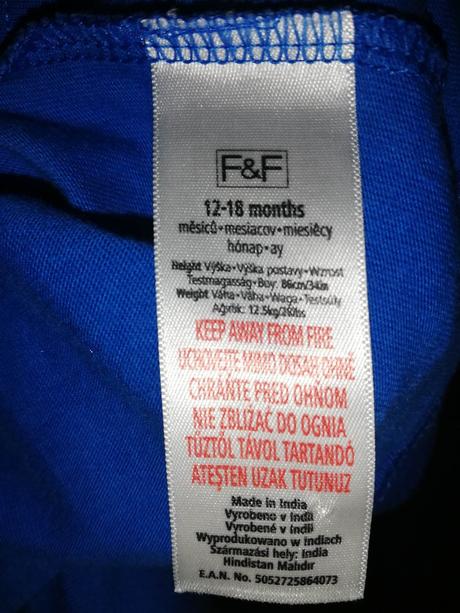 F&F
12-18 months
měsíců•mesiacov•miesięcy
hónap•ay
Height Výška•Výška postavy•Wzrost
Testmagasság•Boy: 86cm/34in
Weight Váha•Váha•Waga•Testsúly
Ağırlık: 12.5kg/28lbs
KEEP AWAY FROM FIRE
UCHOVEJTE MIMO DOSAH OHNĚ
CHRÁNTE PRED OHŇOM
NIE ZBLIŻAĆ DO OGNIA
TŰZTŐL TÁVOL TARTANDÓ
ATEŞTEN UZAK TUTUNUZ
Made in India
Vyrobeno v Indii
Vyrobené v Indii
Wyprodukowano w Indiach
Származási hely: India
Hindistan Malıdır
E.A.N. No. 5052725864073